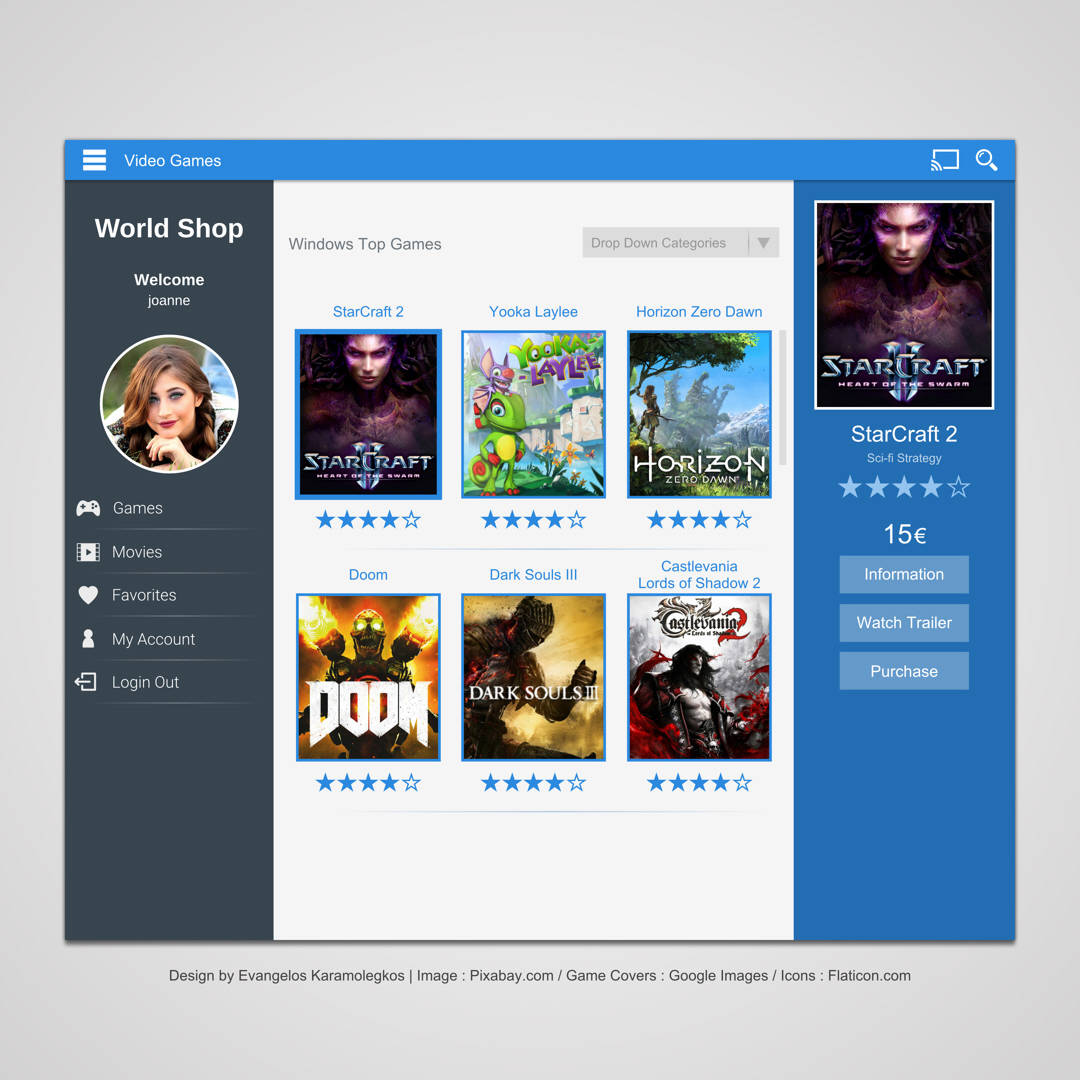 Video Games
World Shop
Welcome
joanne
Games
Movies
Favorites
My Account
Login Out
Windows Top Games
Drop Down Categories
StarCraft 2
Yooka Laylee
Horizon Zero Dawn
STARCRAFT
II
HEART OF THE SWARM
YOOKA-
LAYLEE
HORIZON
ZERO DAWN
Doom
Dark Souls III
Castlevania
Lords of Shadow 2
DOOM
DARK SOULS III
Castlevania 2
Lords of Shadow
STARCRAFT
II
HEART OF THE SWARM
StarCraft 2
Sci-fi Strategy
15€
Information
Watch Trailer
Purchase
Design by Evangelos Karamolegkos | Image : Pixabay.com / Game Covers : Google Images / Icons : Flaticon.com